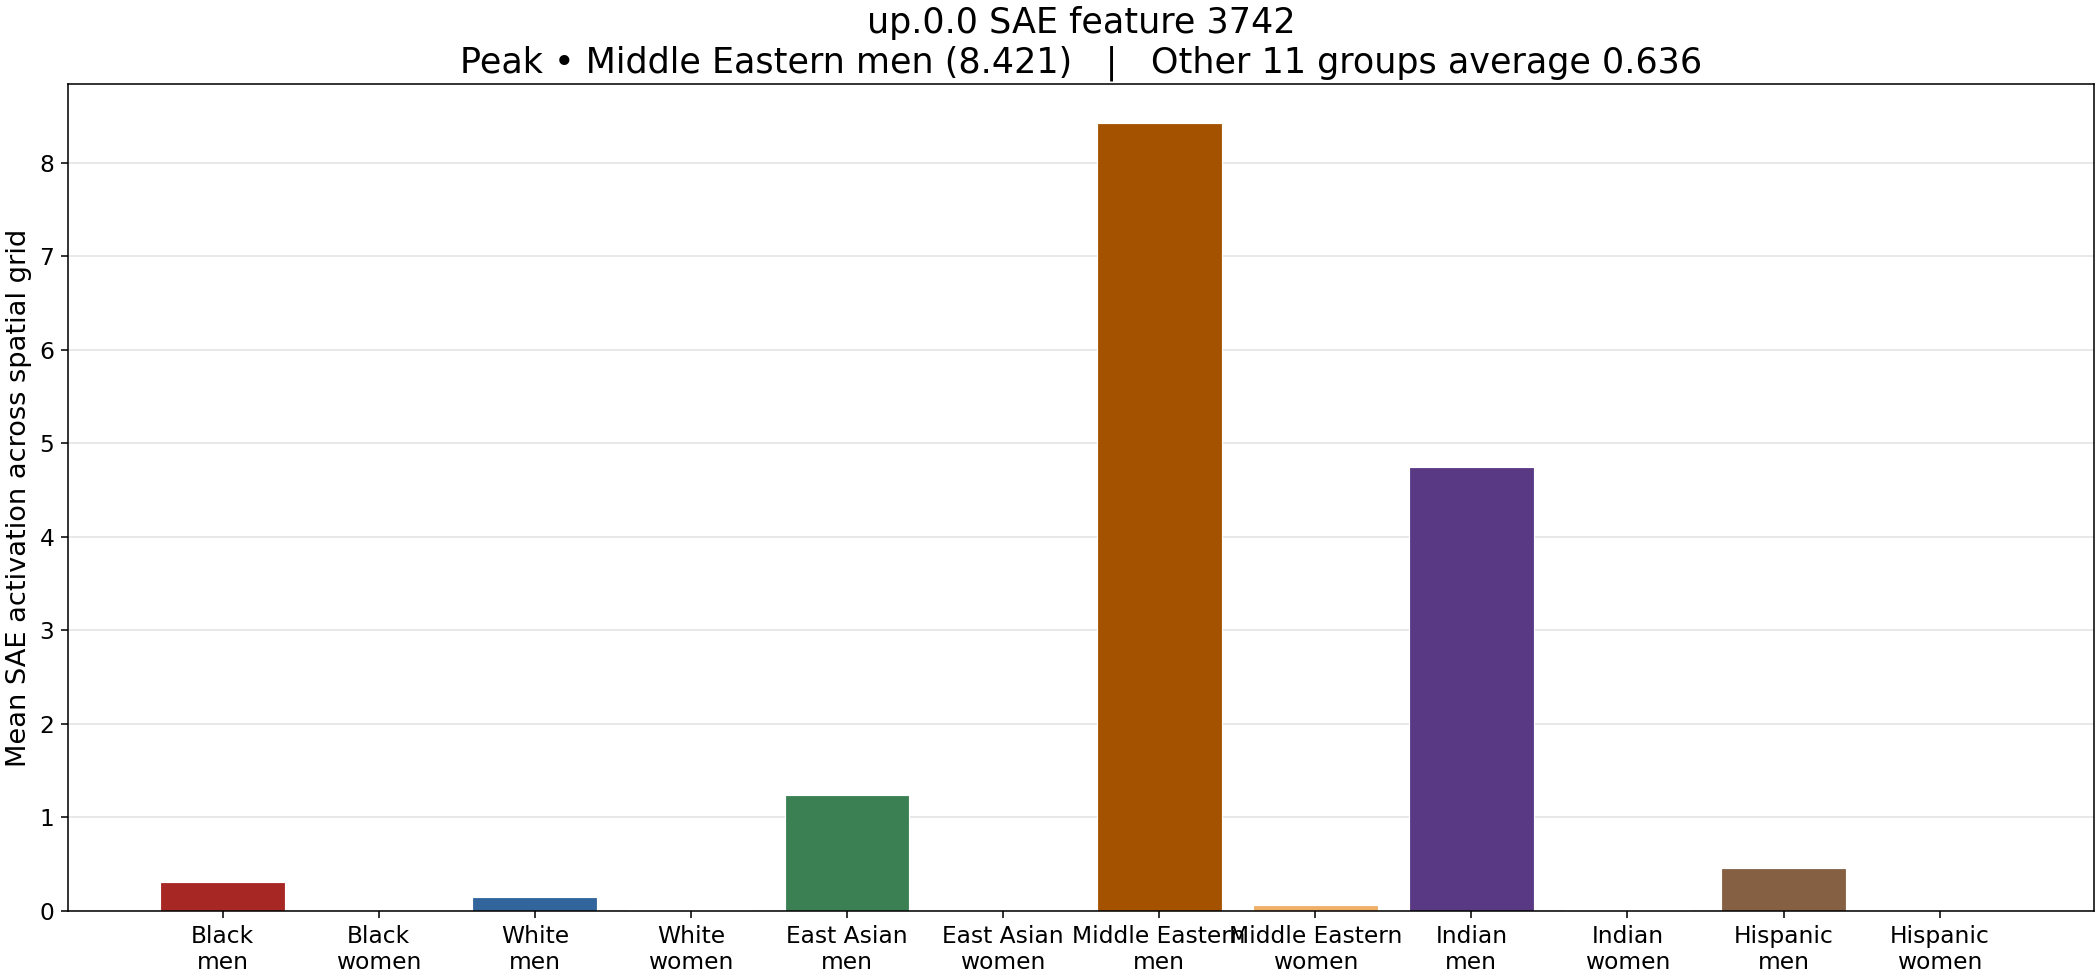 up.0.0 SAE feature 3742
Peak • Middle Eastern men (8.421) | Other 11 groups average 0.636
Mean SAE activation across spatial grid
8
7
6
5
4
3
2
1
0
Black men
Black women
White men
White women
East Asian men
East Asian women
Middle Eastern men
Middle Eastern women
Indian men
Indian women
Hispanic men
Hispanic women